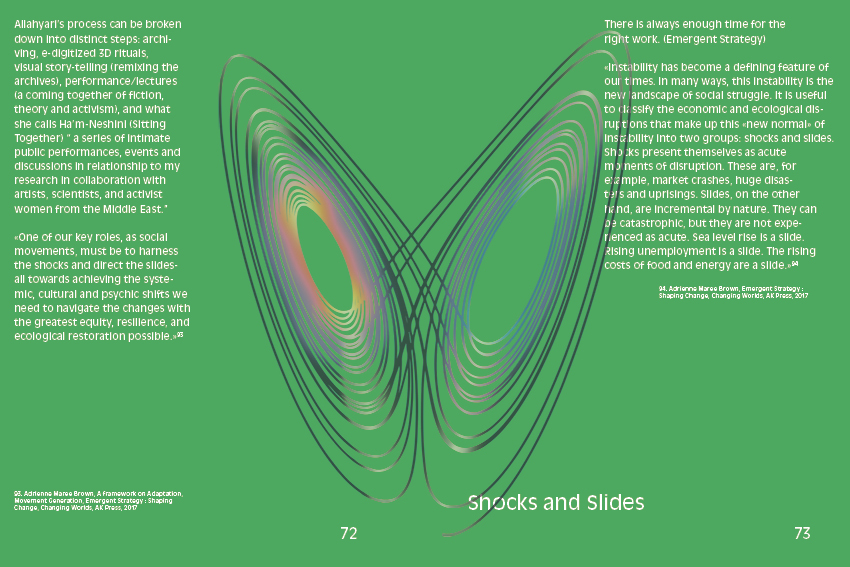 Allahyari's process can be broken
down into distinct steps: archi-
ving, e-digitized 3D rituals,
visual story-telling (remixing the
archives), performance/lectures
(a coming together of fiction,
theory and activism), and what
she calls Ha'm-Neshini (Sitting
Together) " a series of intimate
public performances, events and
discussions in relationship to my
research in collaboration with
artists, scientists, and activist
women from the Middle East."
«One of our key roles, as social
movements, must be to harness
the shocks and direct the slides-
all towards achieving the syste-
mic, cultural and psychic shifts we
need to navigate the changes with
the greatest equity, resilience, and
ecological restoration possible.»93
93. Adrienne Maree Brown, A Framework on Adaptation,
Movement Generation, Emergent Strategy : Shaping
Change, Changing Worlds, AK Press, 2017
72
There is always enough time for the
right work. (Emergent Strategy)
«Instability has become a defining feature of
our times. In many ways, this instability is the
new landscape of social struggle. It is useful
to classify the economic and ecological dis-
ruptions that make up this «new normal» of
instability into two groups: shocks and slides.
Shocks present themselves as acute
moments of disruption. These are, for
example, market crashes, huge disas-
ters and uprisings. Slides, on the other
hand, are incremental by nature. They can
be catastrophic, but they are not expe-
rienced as acute. Sea level rise is a slide.
Rising unemployment is a slide. The rising
costs of food and energy are a slide.»94
94. Adrienne Maree Brown, Emergent Strategy :
Shaping Change, Changing Worlds, AK Press, 2017
Shocks and Slides
73